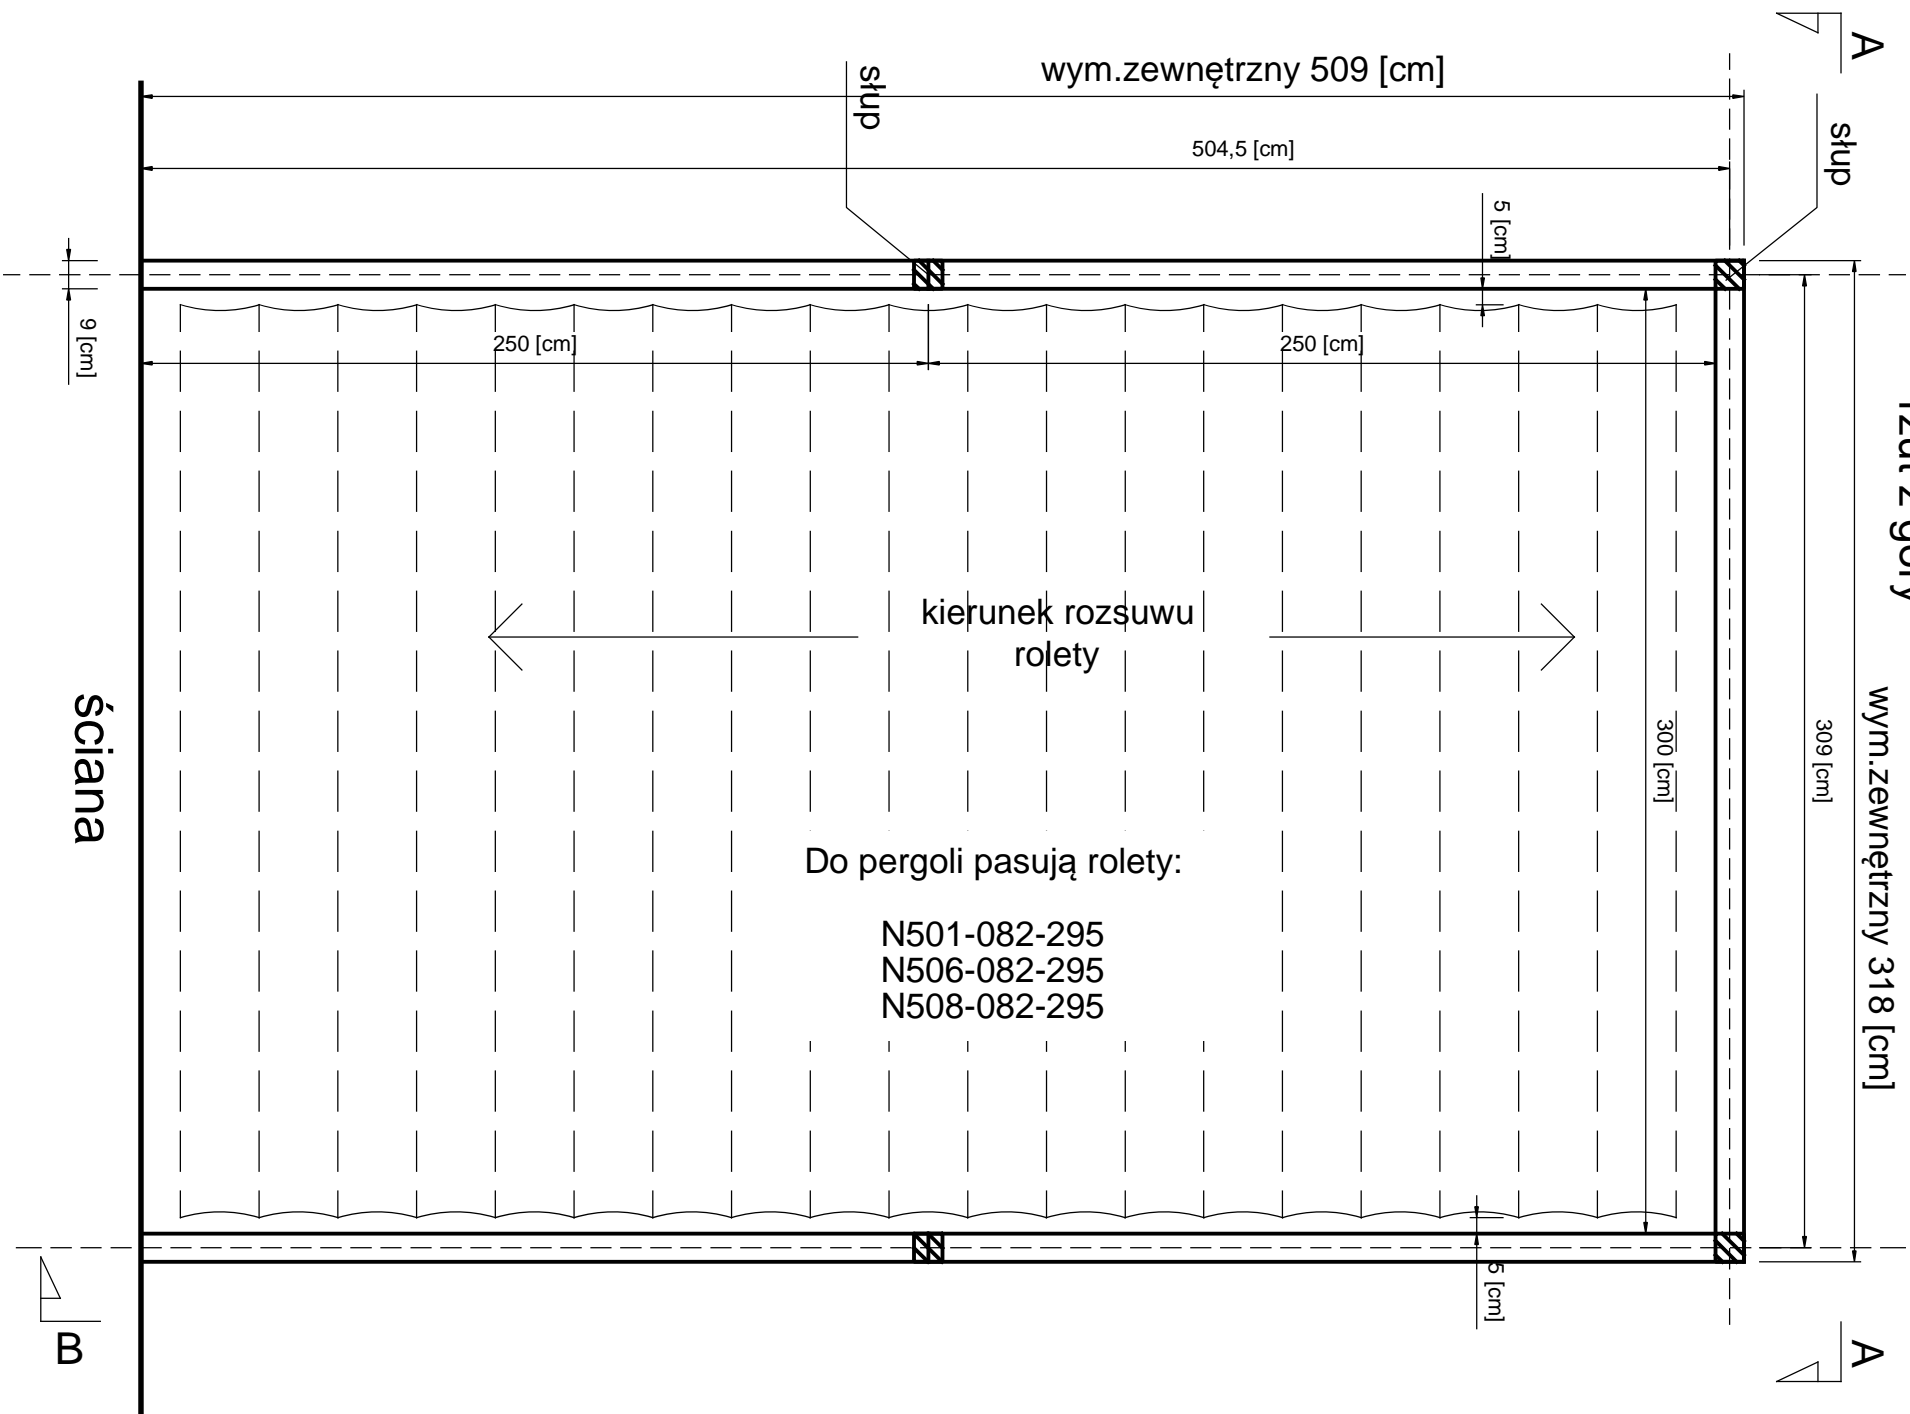 A
wym.zewnętrzny 509 [cm]
słup
słup
504,5 [cm]
5 [cm]
9 [cm]
250 [cm]
250 [cm]
rzut z góry
kierunek rozsuwu
rolety
ściana
300 [cm]
309 [cm]
wym.zewnętrzny 318 [cm]
Do pergoli pasują rolety:
N501-082-295
N506-082-295
N508-082-295
5 [cm]
B
A